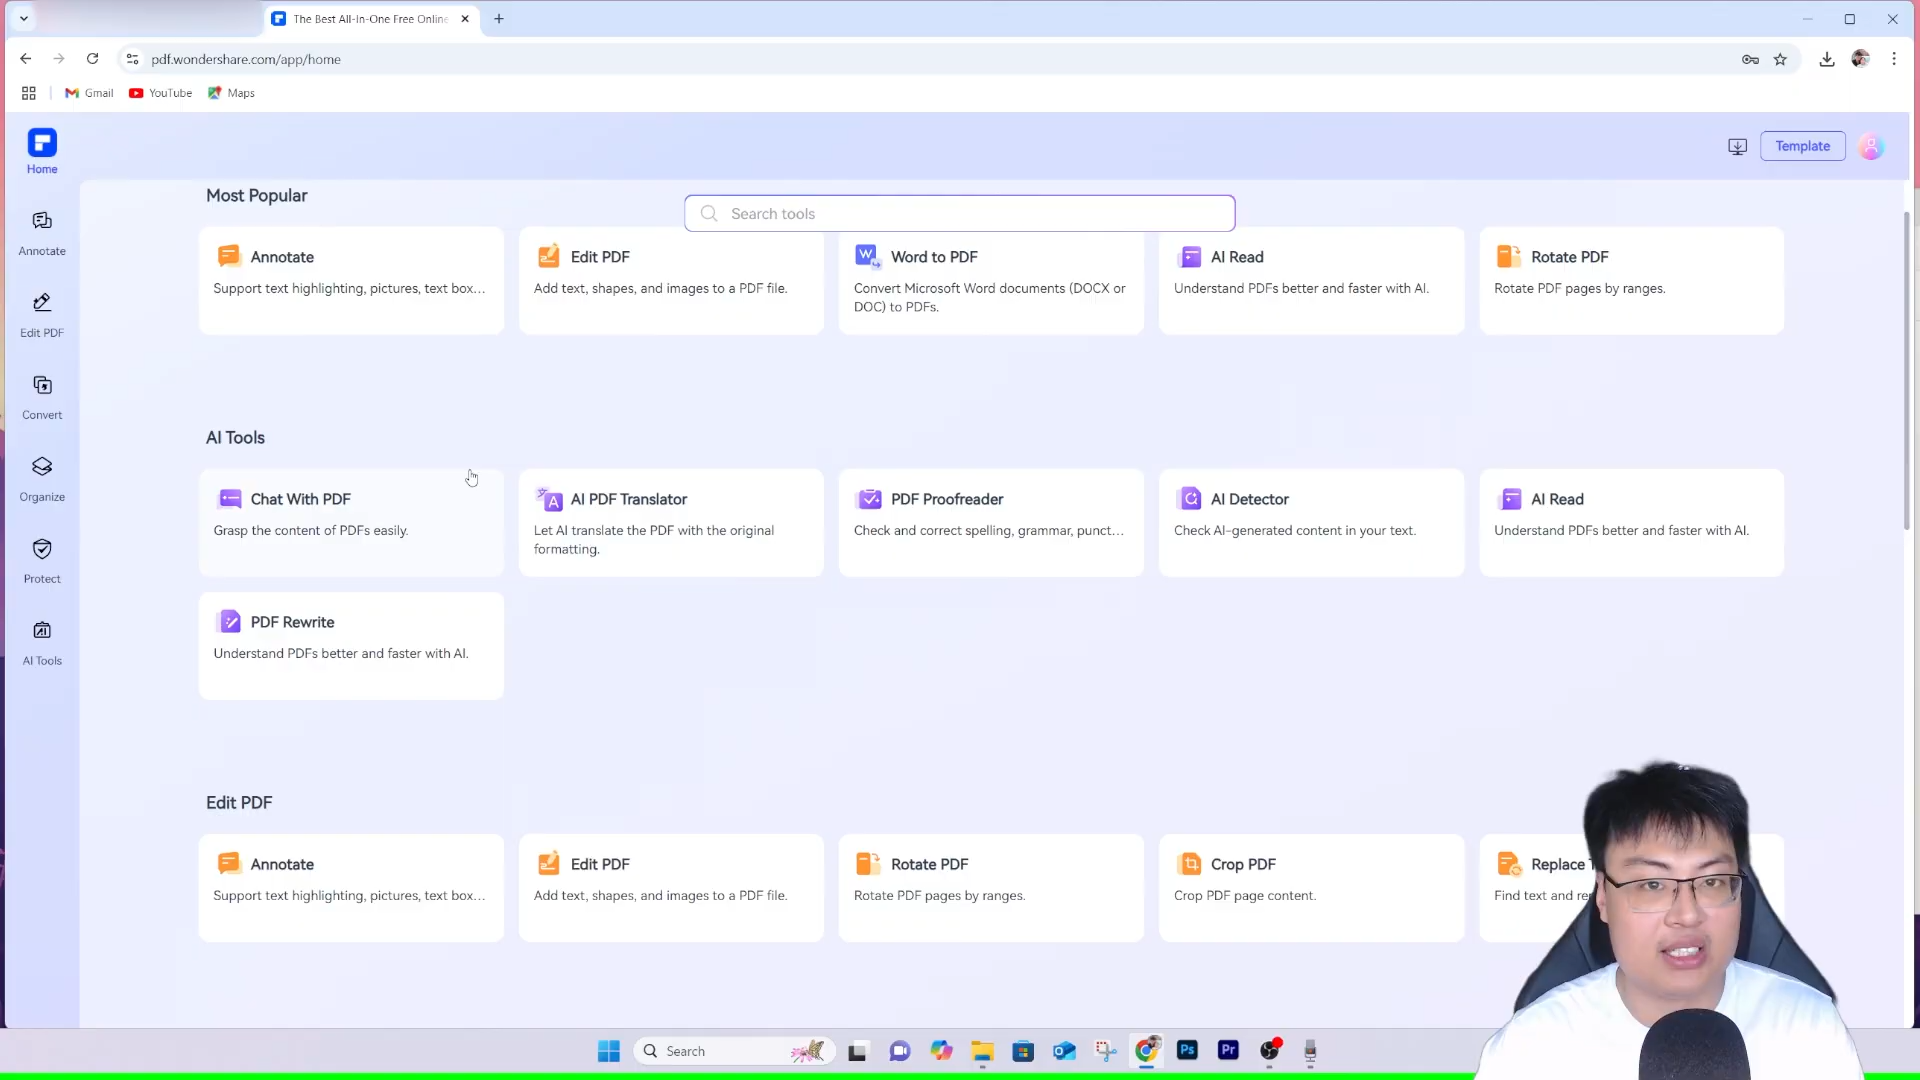 The Best All-In-One Free Online
pdf.wondershare.com/app/home
Gmail
YouTube
Maps
Home
Template
Annotate
Edit PDF
Convert
Organize
Protect
AI Tools
Most Popular
Search tools
Annotate
Support text highlighting, pictures, text box...
Edit PDF
Add text, shapes, and images to a PDF file.
Word to PDF
Convert Microsoft Word documents (DOCX or
DOC) to PDFs.
AI Read
Understand PDFs better and faster with AI.
Rotate PDF
Rotate PDF pages by ranges.
AI Tools
Chat With PDF
Grasp the content of PDFs easily.
AI PDF Translator
Let AI translate the PDF with the original
formatting.
PDF Proofreader
Check and correct spelling, grammar, punct...
AI Detector
Check AI-generated content in your text.
AI Read
Understand PDFs better and faster with AI.
PDF Rewrite
Understand PDFs better and faster with AI.
Edit PDF
Annotate
Support text highlighting, pictures, text box...
Edit PDF
Add text, shapes, and images to a PDF file.
Rotate PDF
Rotate PDF pages by ranges.
Crop PDF
Crop PDF page content.
Replace
Find text and
Search
Ps
Pr